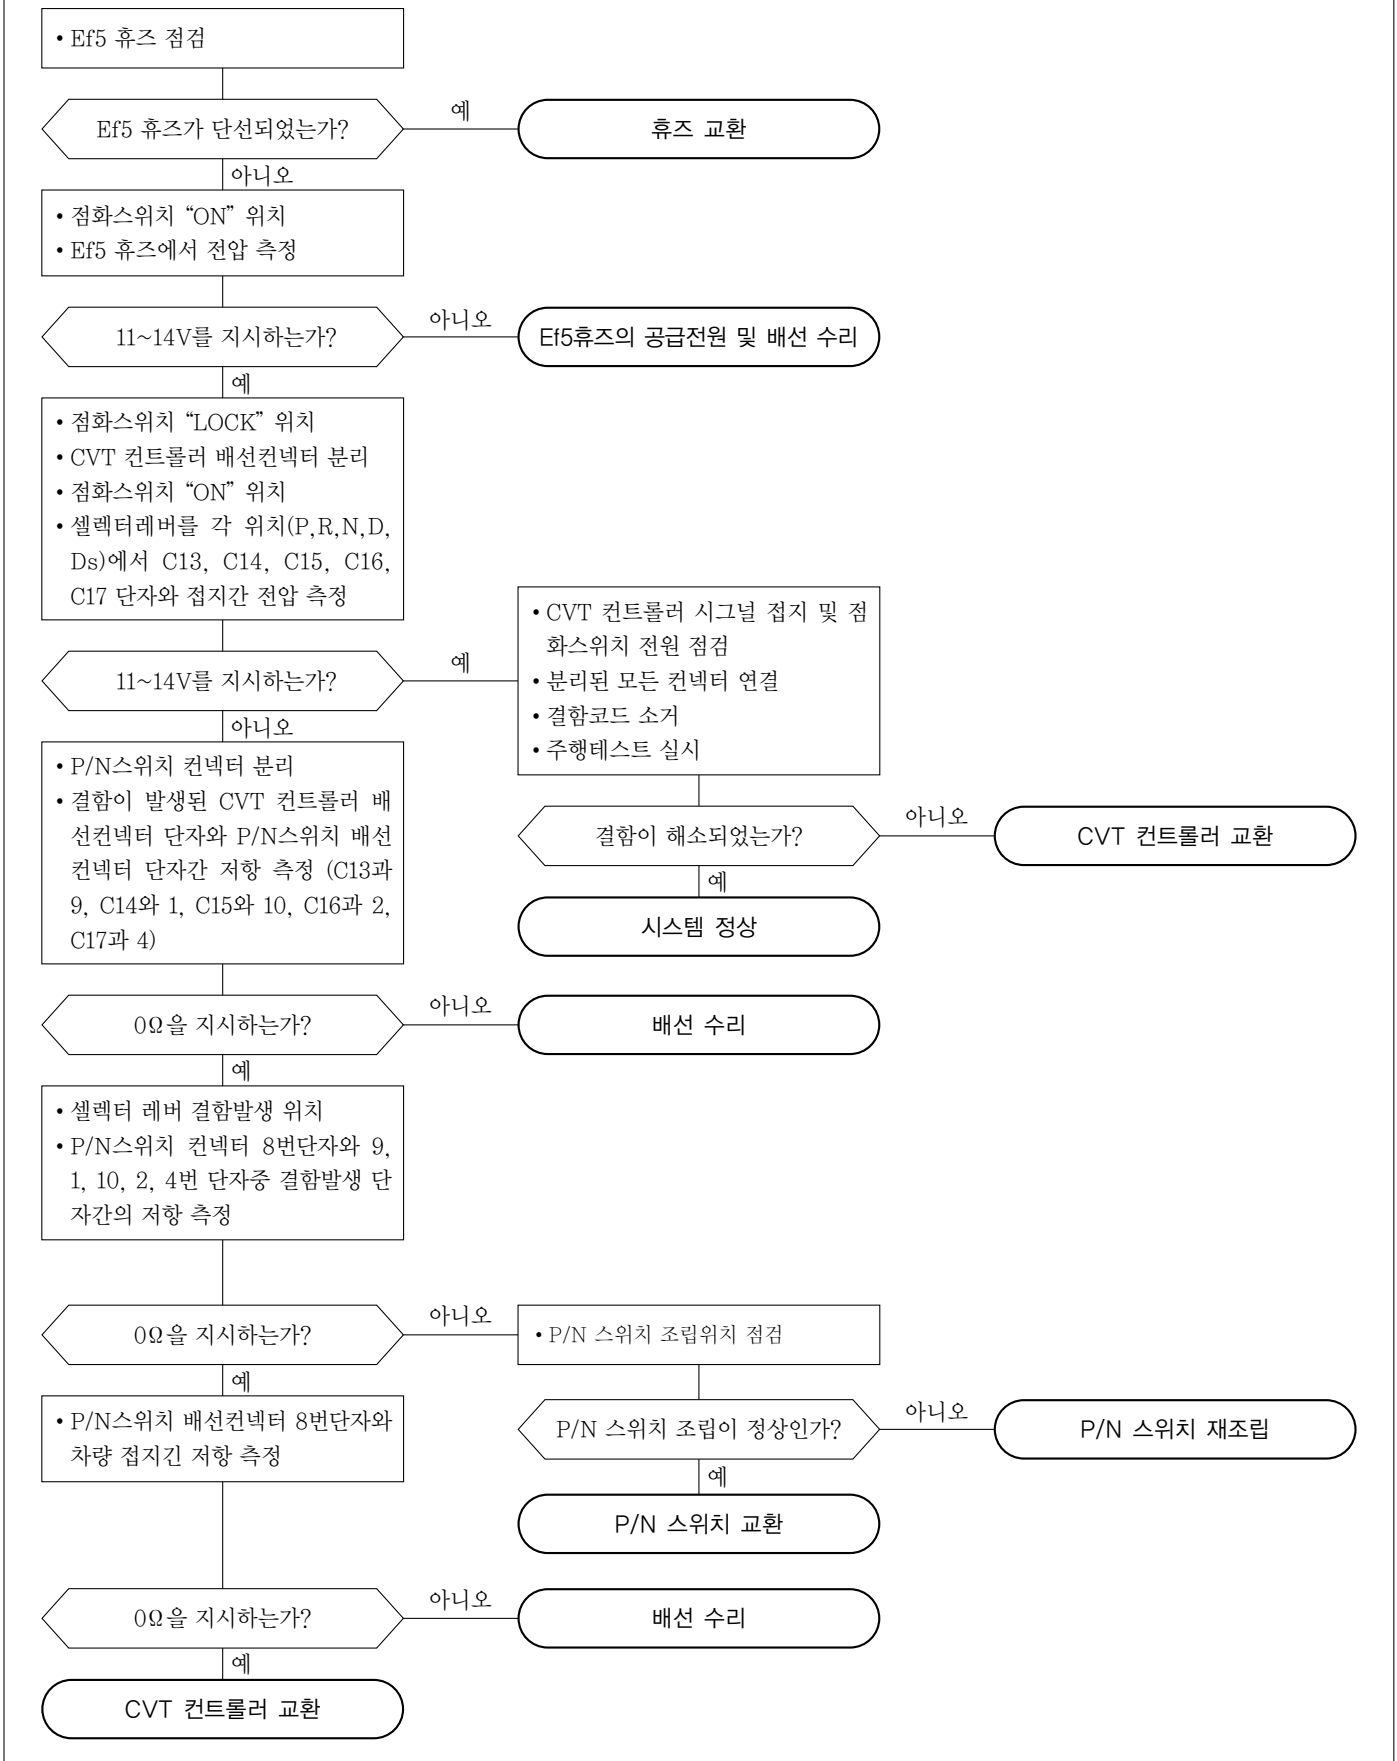 • Ef5 휴즈 점검
Ef5 휴즈가 단선되었는가?
예
휴즈 교환
아니오
• 점화스위치 “ON” 위치
• Ef5 휴즈에서 전압 측정
11~14V를 지시하는가?
아니오
Ef5휴즈의 공급전원 및 배선 수리
예
• 점화스위치 “LOCK” 위치
• CVT 컨트롤러 배선컨넥터 분리
• 점화스위치 “ON” 위치
• 셀렉터레버를 각 위치(P,R,N,D,
Ds)에서 C13, C14, C15, C16,
C17 단자와 접지간 전압 측정
11~14V를 지시하는가?
예
• CVT 컨트롤러 시그널 접지 및 점
화스위치 전원 점검
• 분리된 모든 컨넥터 연결
• 결함코드 소거
• 주행테스트 실시
아니오
• P/N스위치 컨넥터 분리
• 결함이 발생된 CVT 컨트롤러 배
선컨넥터 단자와 P/N스위치 배선
컨넥터 단자간 저항 측정 (C13과
9, C14와 1, C15와 10, C16과 2,
C17과 4)
결함이 해소되었는가?
아니오
CVT 컨트롤러 교환
예
시스템 정상
0Ω을 지시하는가?
아니오
배선 수리
예
• 셀렉터 레버 결함발생 위치
• P/N스위치 컨넥터 8번단자와 9,
1, 10, 2, 4번 단자중 결함발생 단
자간의 저항 측정
0Ω을 지시하는가?
아니오
• P/N 스위치 조립위치 점검
예
• P/N스위치 배선컨넥터 8번단자와
차량 접지긴 저항 측정
P/N 스위치 조립이 정상인가?
아니오
P/N 스위치 재조립
예
P/N 스위치 교환
0Ω을 지시하는가?
아니오
배선 수리
예
CVT 컨트롤러 교환